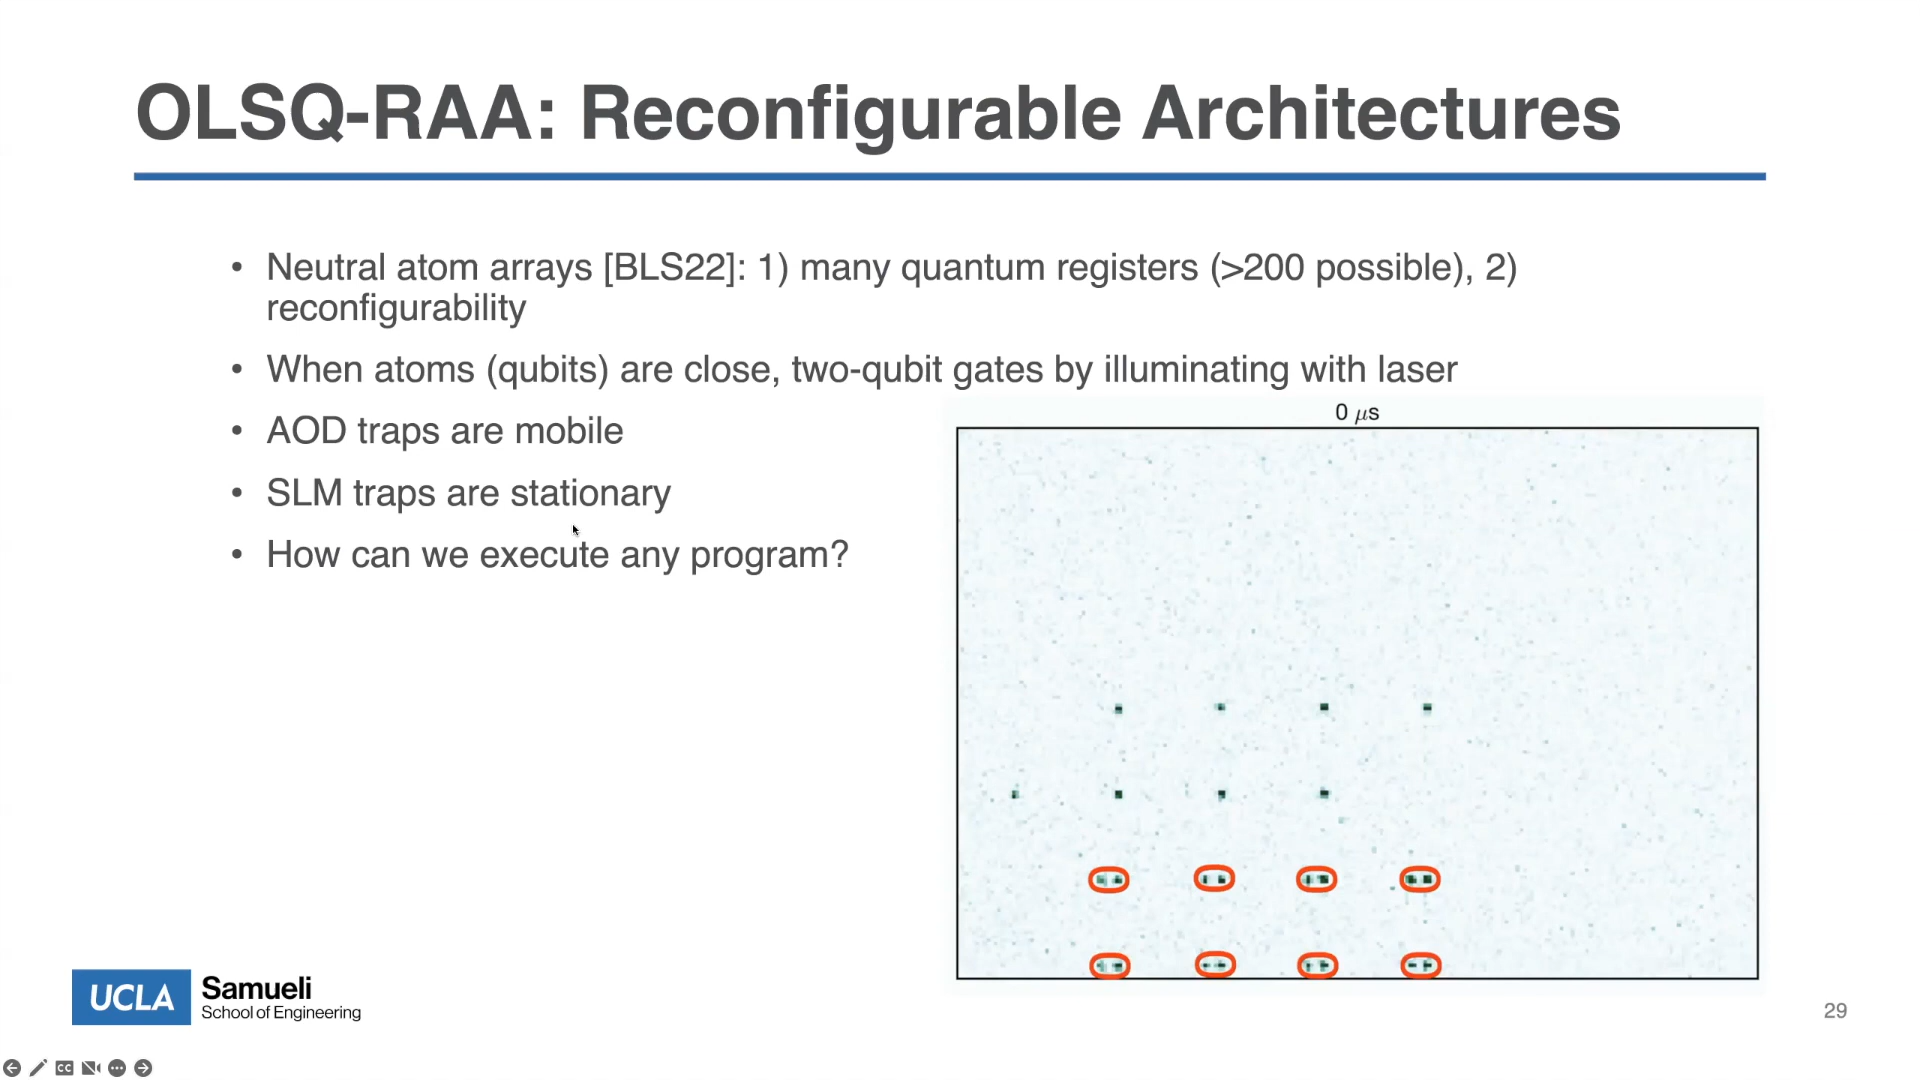 OLSQ-RAA: Reconfigurable Architectures
• Neutral atom arrays [BLS22]: 1) many quantum registers (>200 possible), 2)
reconfigurability
• When atoms (qubits) are close, two-qubit gates by illuminating with laser
• AOD traps are mobile
• SLM traps are stationary
• How can we execute any program?
0 μs
UCLA
Samueli
School of Engineering
29
CC